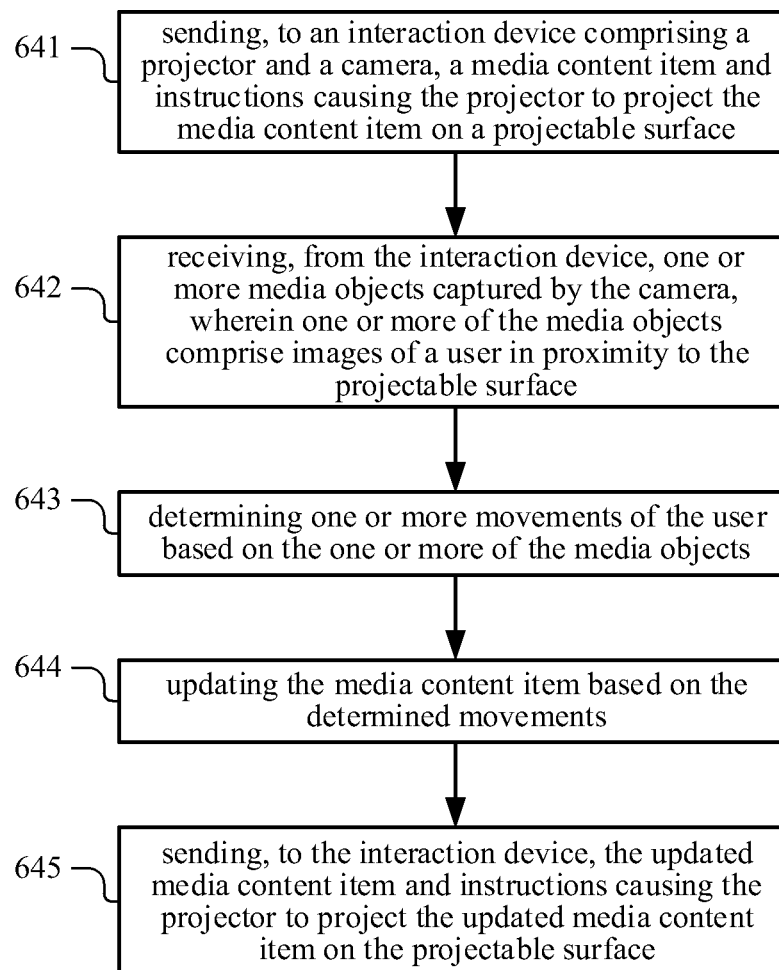 641
sending, to an interaction device comprising a
projector and a camera, a media content item and
instructions causing the projector to project the
media content item on a projectable surface
642
receiving, from the interaction device, one or
more media objects captured by the camera,
wherein one or more of the media objects
comprise images of a user in proximity to the
projectable surface
643
determining one or more movements of the user
based on the one or more of the media objects
644
updating the media content item based on the
determined movements
645
sending, to the interaction device, the updated
media content item and instructions causing the
projector to project the updated media content
item on the projectable surface